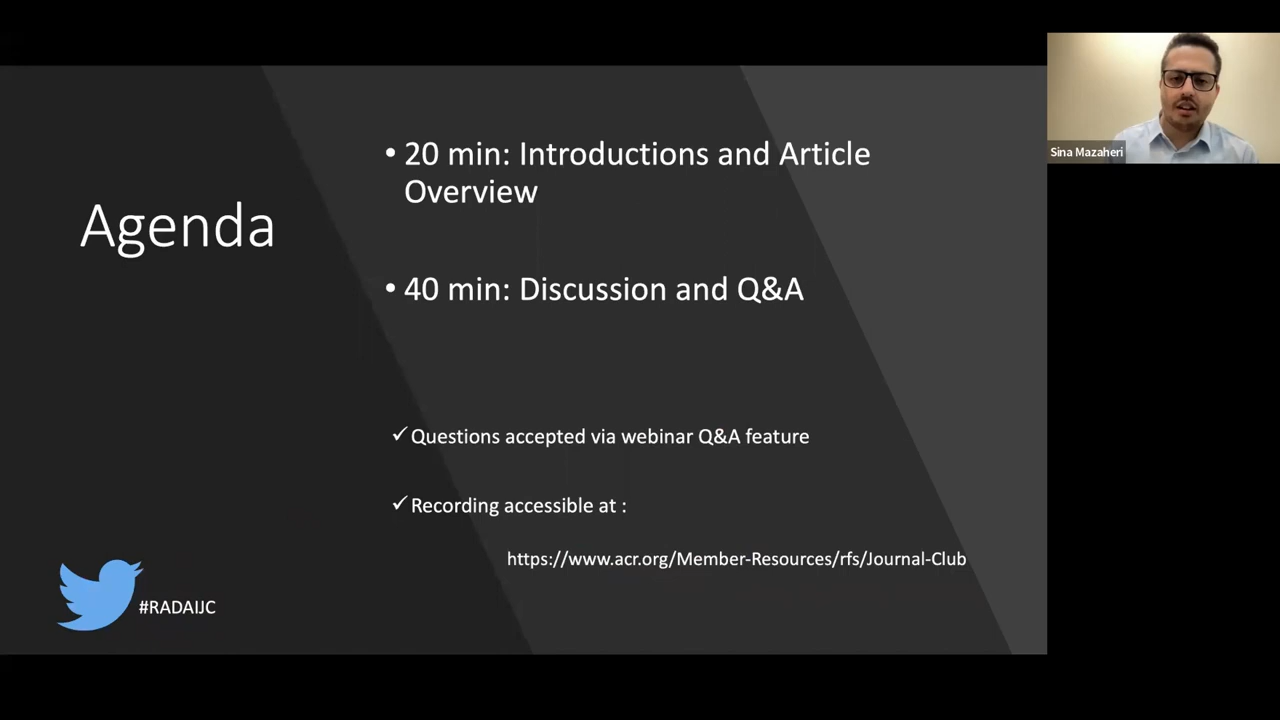 Agenda
• 20 min: Introductions and Article
Overview
• 40 min: Discussion and Q&A
✓Questions accepted via webinar Q&A feature
✓Recording accessible at :
https://www.acr.org/Member-Resources/rfs/Journal-Club
#RADAIJC
Sina Mazaheri